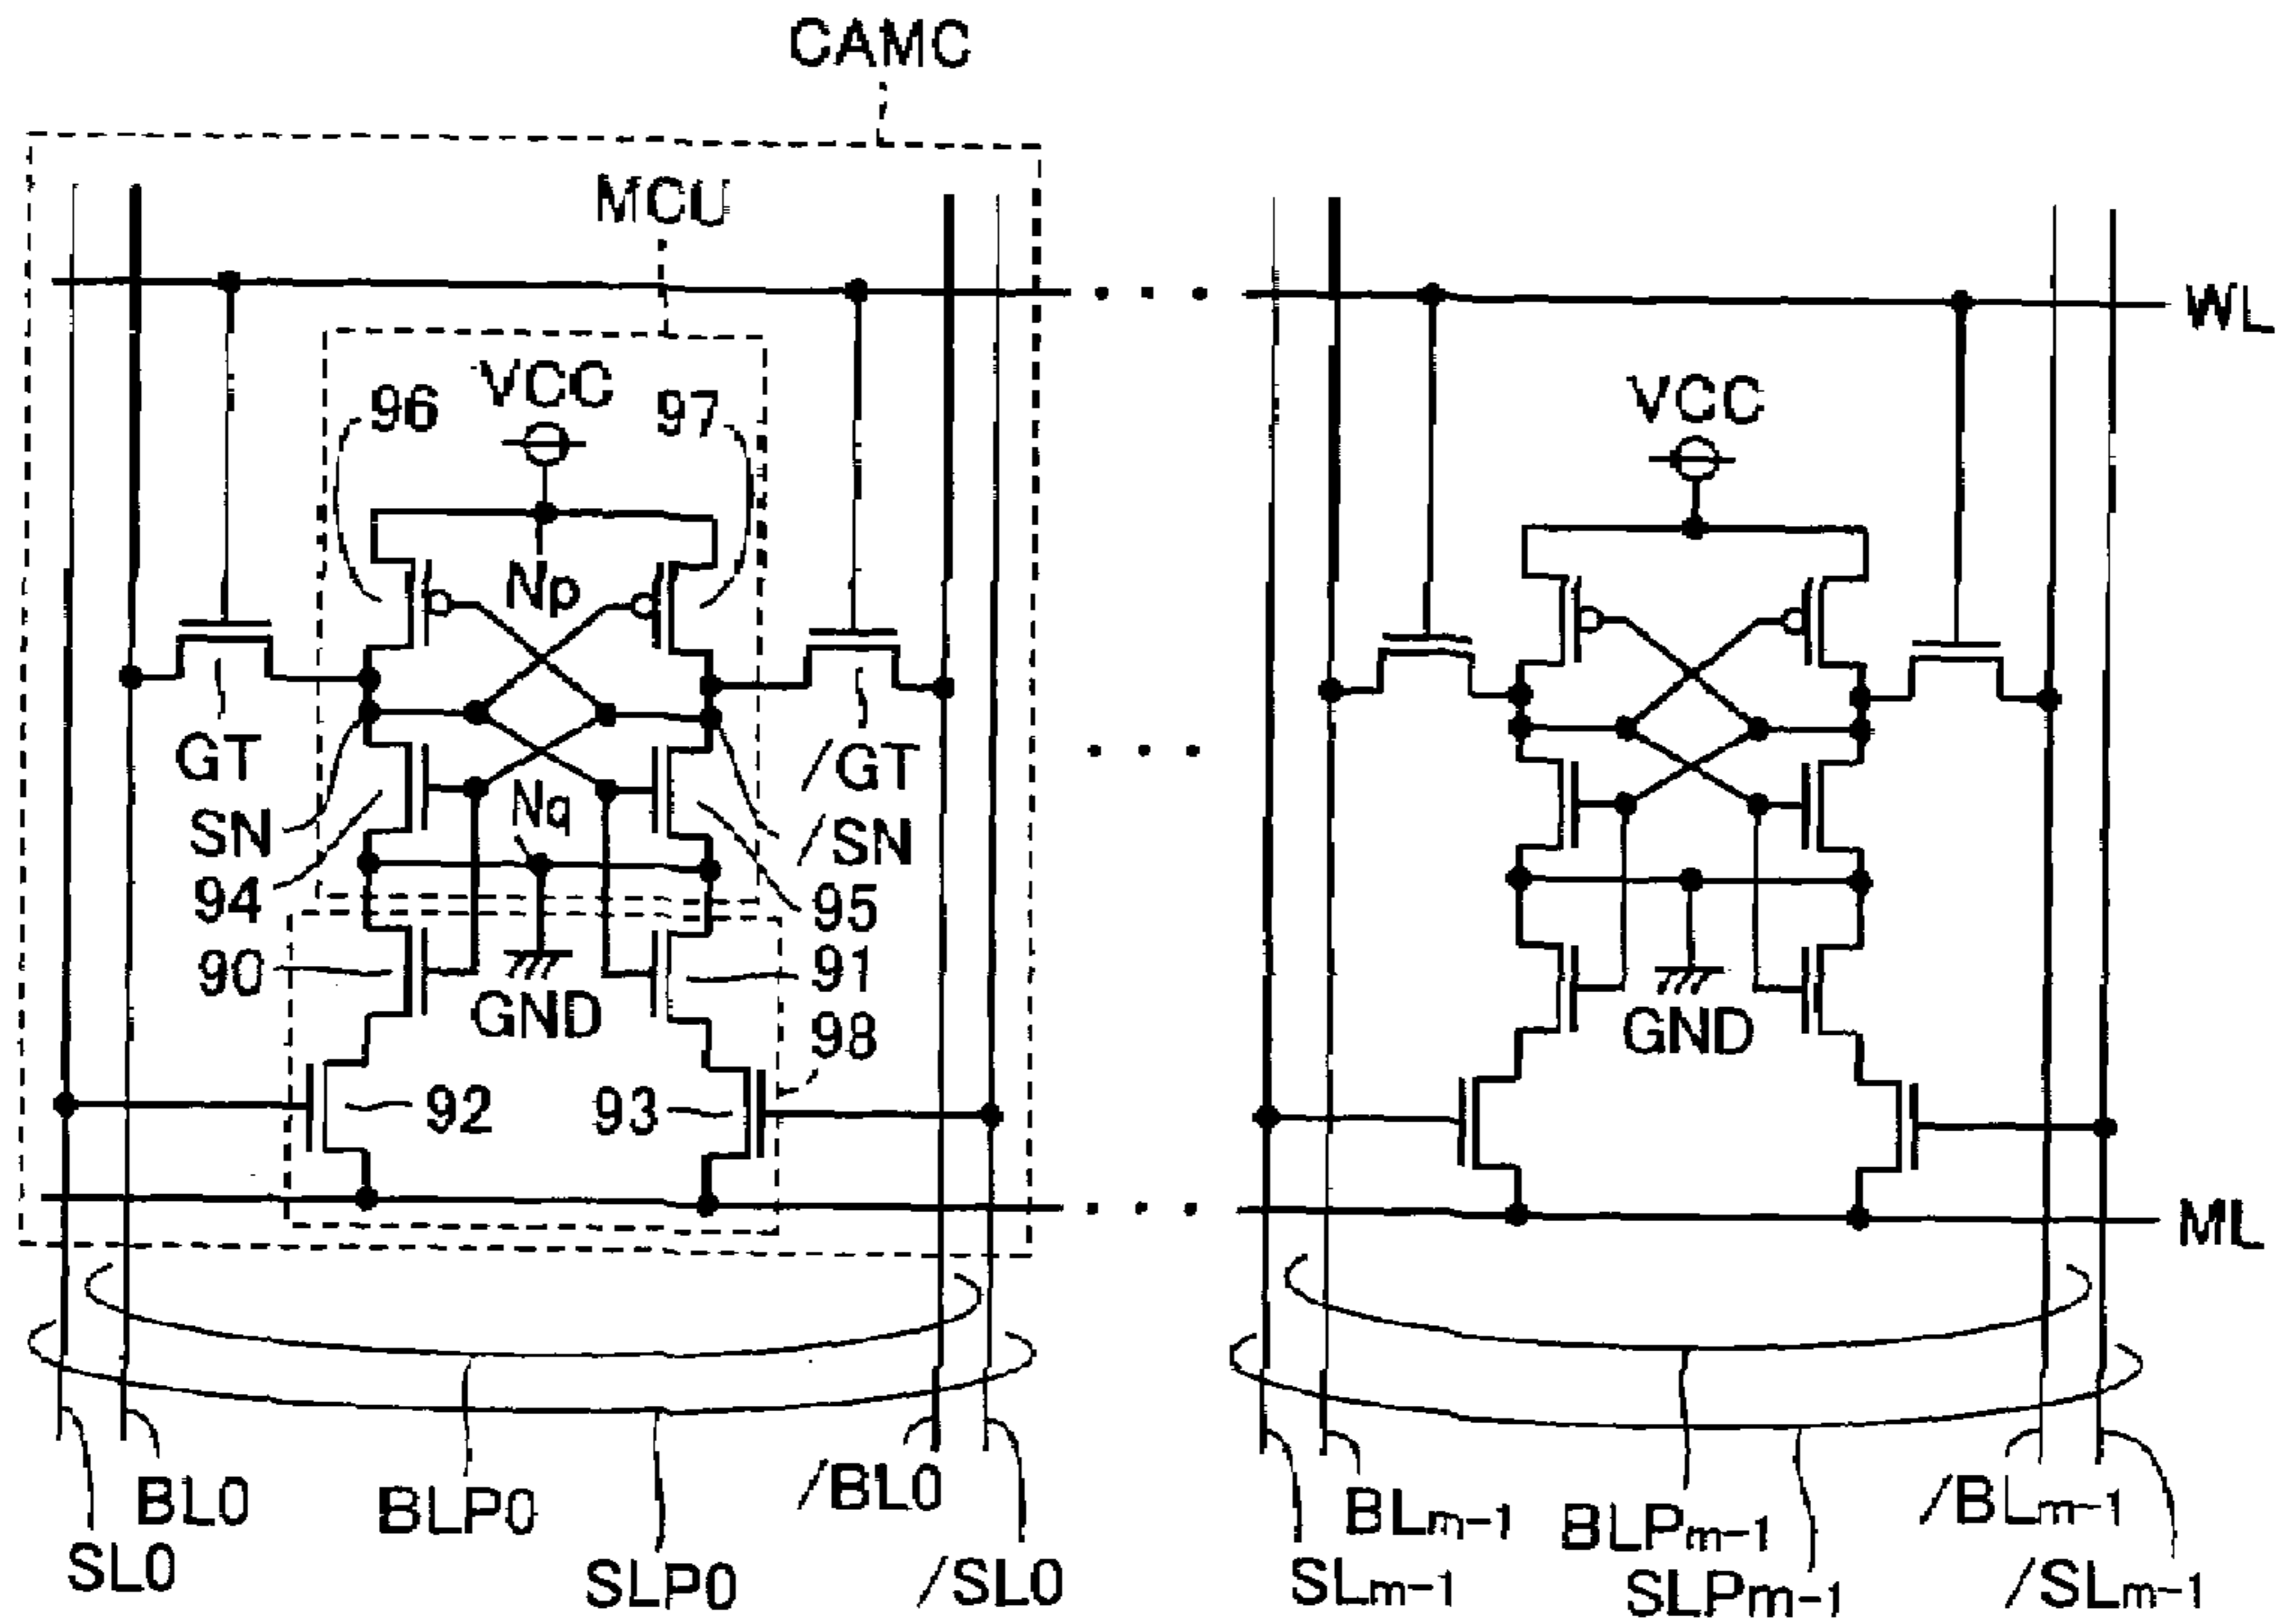 CAMC
MCU
WL
96 VCC 97
VCC
Np
GT /GT
SN Nq /SN
94 95
90 91
GND GND
98
92 93
ML
BL0 BLP0 /BL0 BLm-1 BLPm-1 /BLm-1
SL0 SLP0 /SL0 SLm-1 SLPm-1 /SLm-1